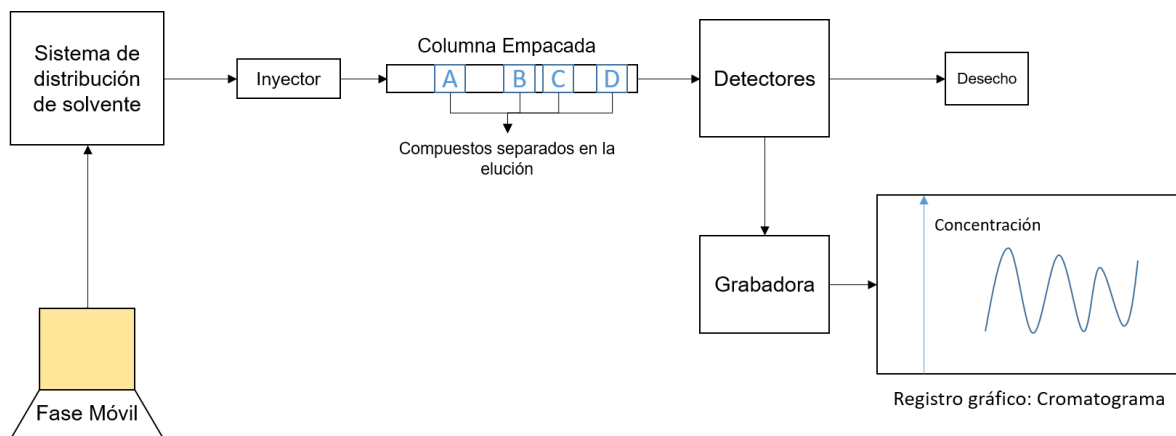 Sistema de
distribución
de solvente
Inyector
Columna Empacada
A B C D
Compuestos separados en la
elución
Detectores
Desecho
Grabadora
Concentración
Registro gráfico: Cromatograma
Fase Móvil